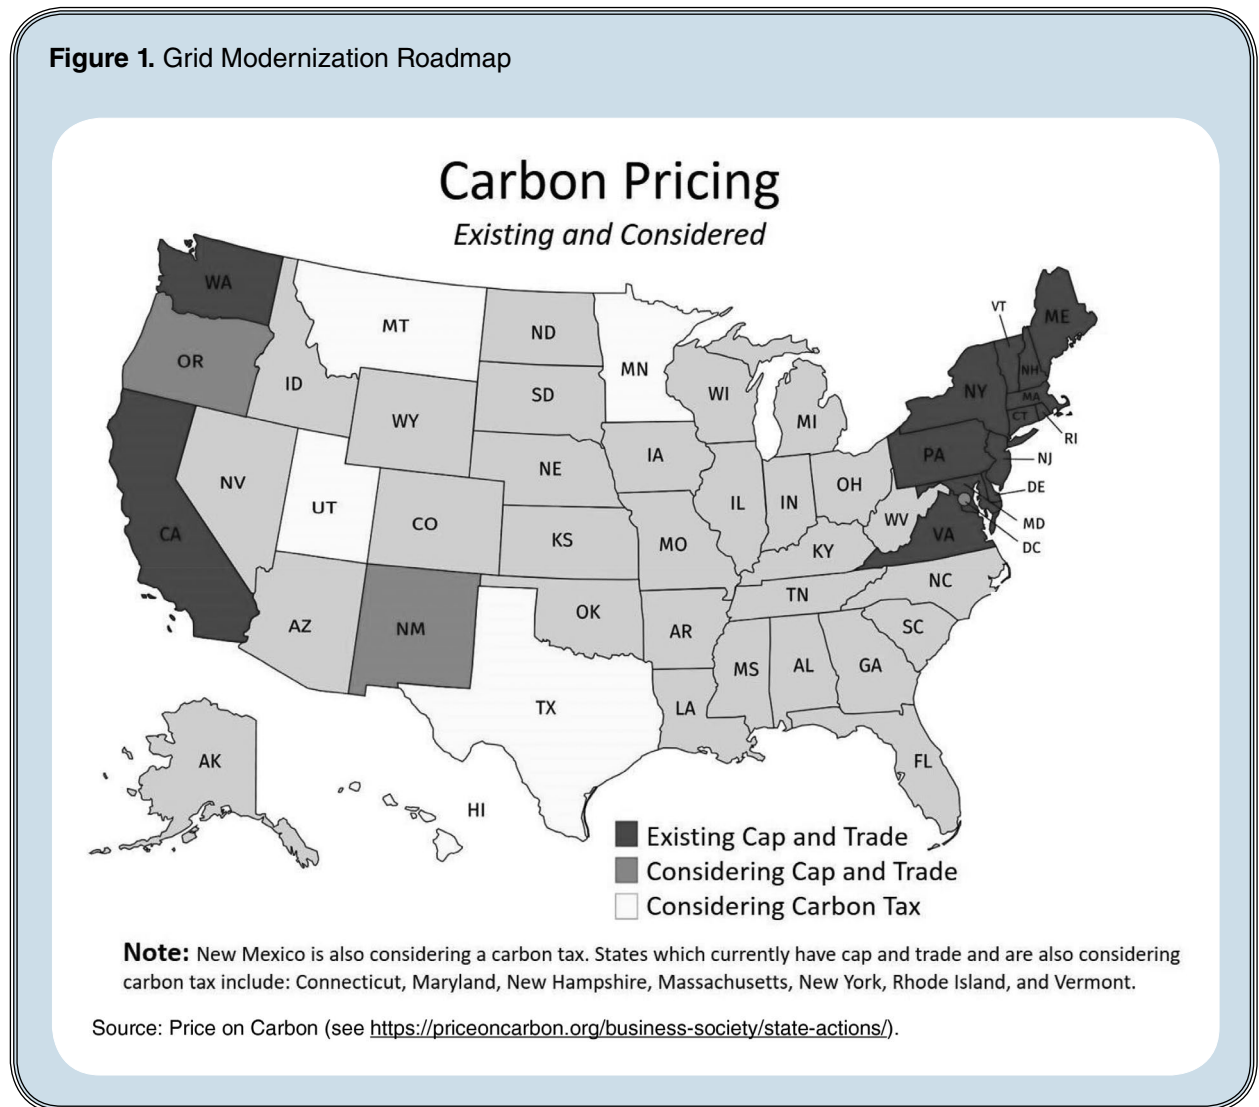 Figure 1. Grid Modernization Roadmap
Carbon Pricing
Existing and Considered
WA
MT
ND
MN
VT
ME
OR
ID
SD
WI
NH
WY
MI
NY
MA
CT
RI
IA
PA
NJ
NE
NV
UT
CO
IL
IN
OH
DE
MD
DC
CA
KS
MO
WV
VA
KY
NC
TN
AZ
NM
OK
AR
SC
MS
AL
GA
TX
LA
AK
FL
HI
Existing Cap and Trade
Considering Cap and Trade
Considering Carbon Tax
Note: New Mexico is also considering a carbon tax. States which currently have cap and trade and are also considering
carbon tax include: Connecticut, Maryland, New Hampshire, Massachusetts, New York, Rhode Island, and Vermont.
Source: Price on Carbon (see https://priceoncarbon.org/business-society/state-actions/).